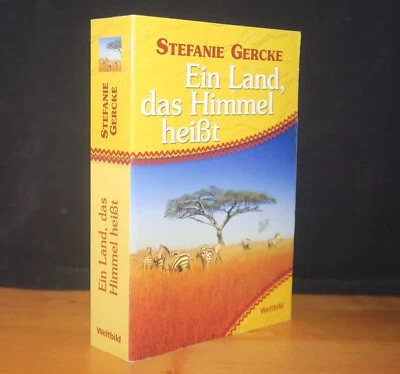 STEFANIE GERCKE
Ein Land,
das Himmel
heißt
Weltbild
STEFANIE
GERCKE
Ein Land, das
Himmel heißt
Weltbild